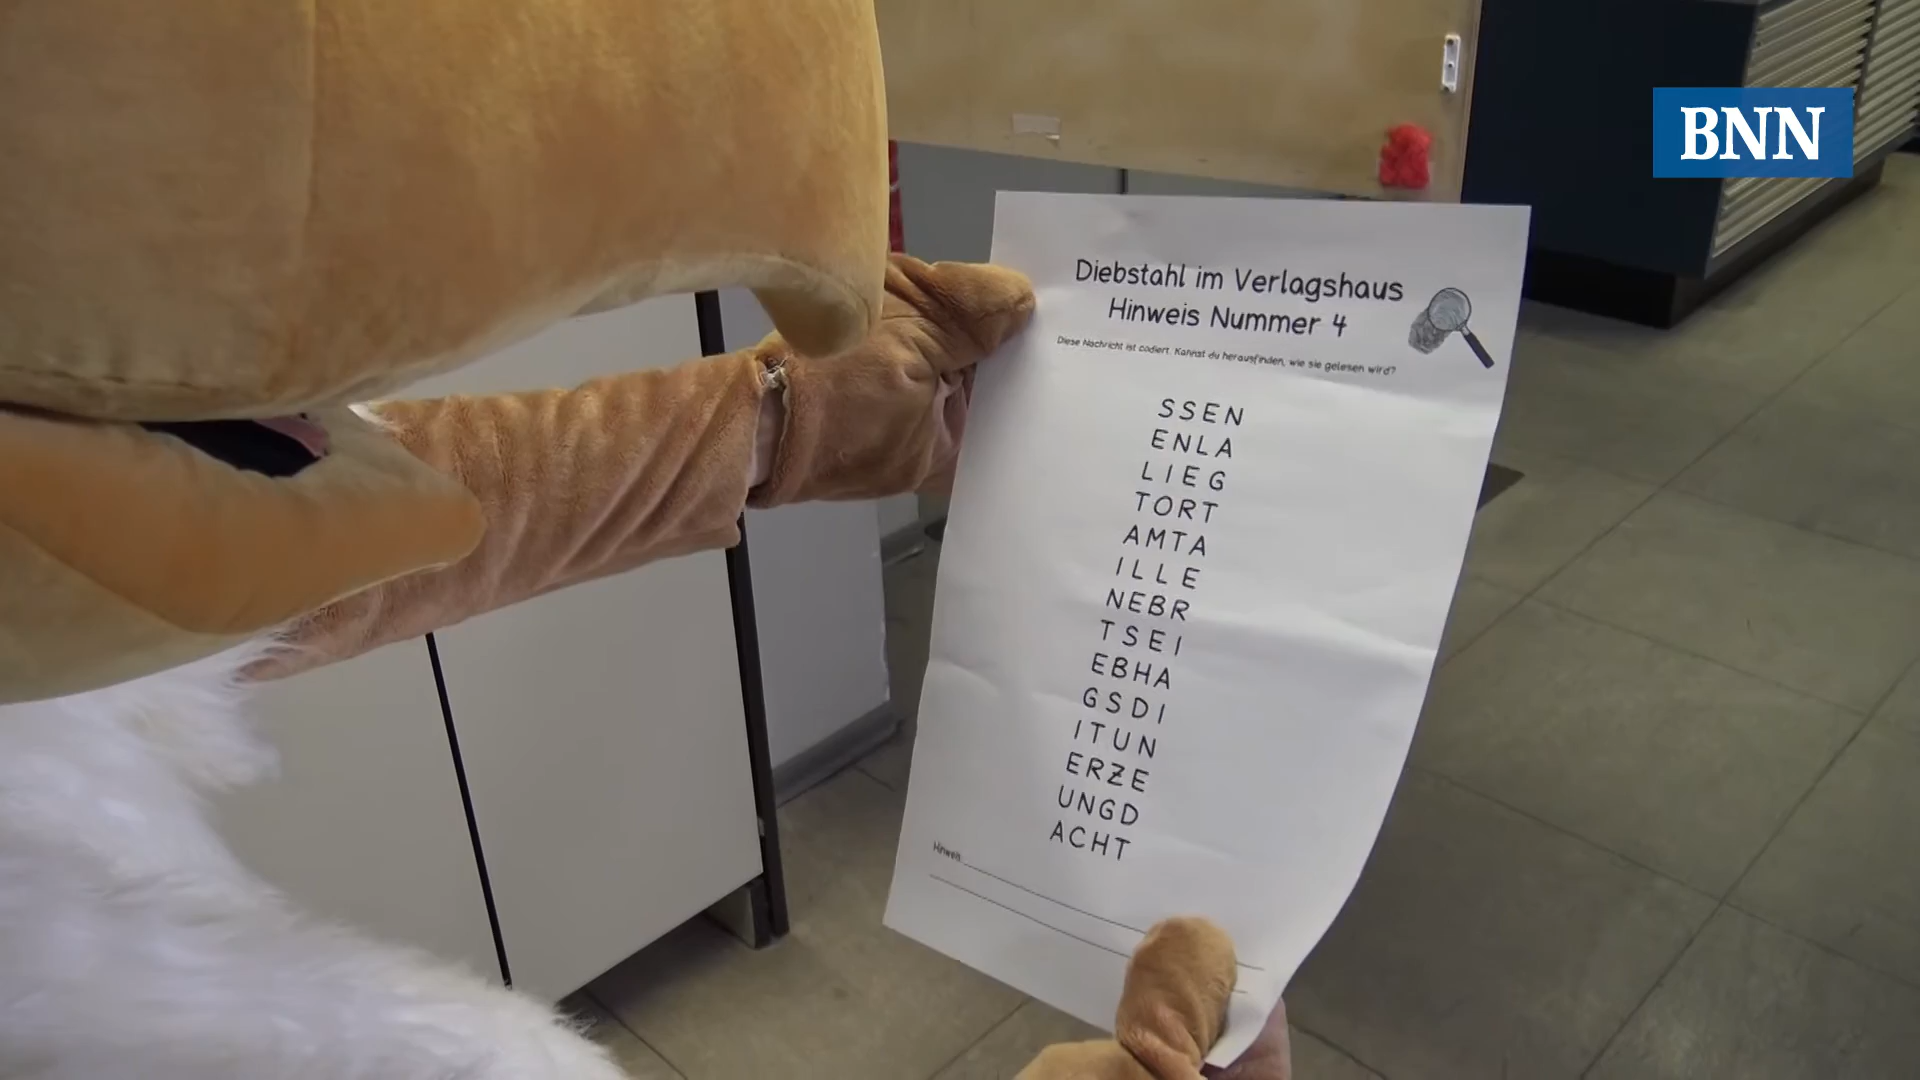 BNN
Diebstahl im Verlagshaus
Hinweis Nummer 4
Diese Nachricht ist codiert. Kannst du herausfinden, wie sie gelesen wird?
SSEN
ENLA
LIEG
TORT
AMTA
ILLE
NEBR
TSEI
EBHA
GSDI
ITUN
ERZE
UNGD
ACHT
Hinweis: